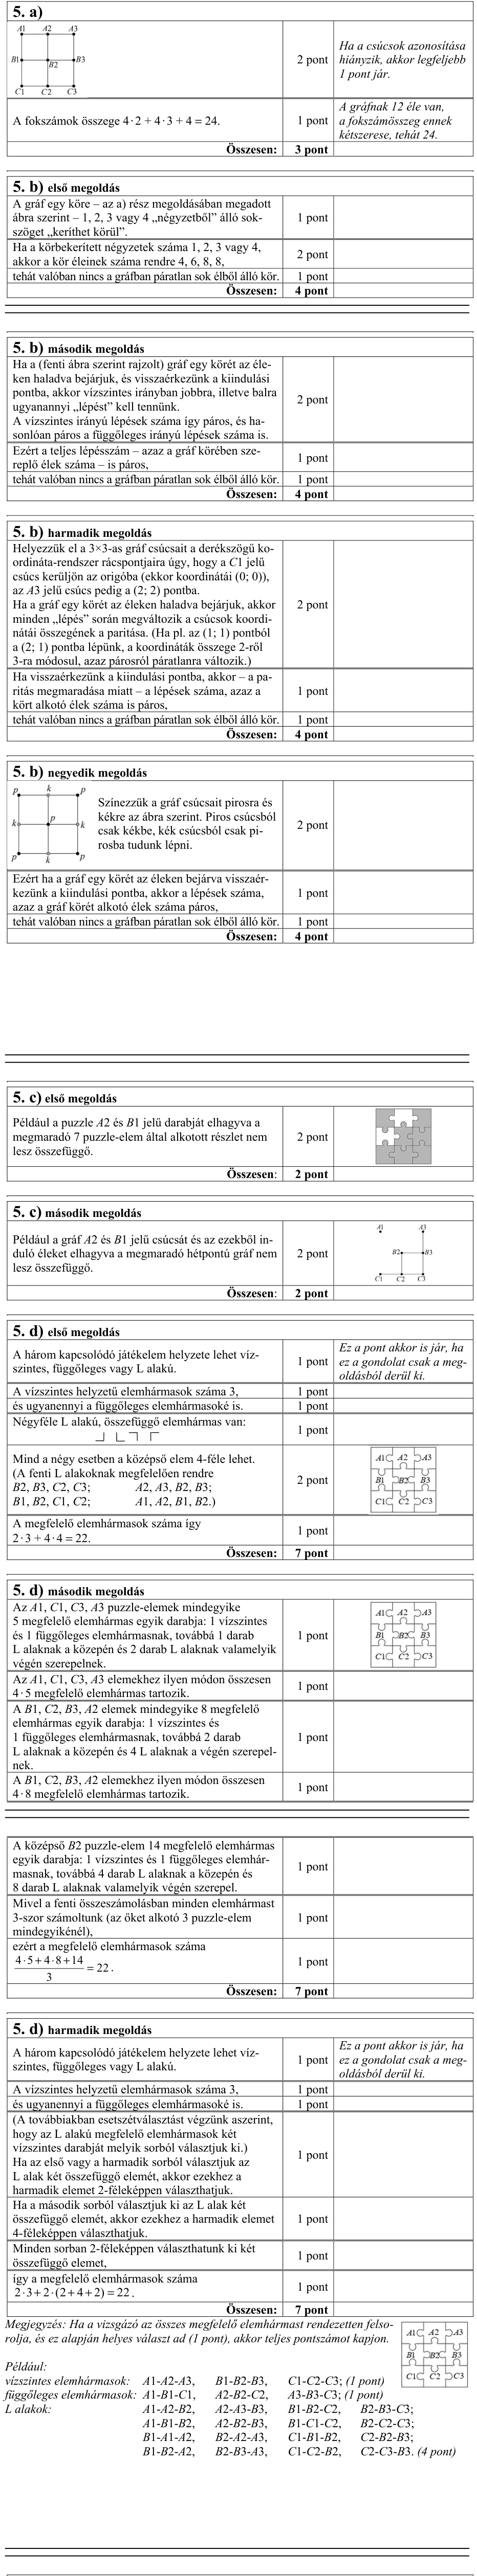 5. a)
A1 A2 A3
B1 B2 B3
C1 C2 C3
2 pont
Ha a csúcsok azonosítása
hiányzik, akkor legfeljebb
1 pont jár.
A fokszámok összege 4·2 + 4·3 + 4 = 24.
1 pont
A gráfnak 12 éle van,
a fokszámösszeg ennek
kétszerese, tehát 24.
Összesen: 3 pont
5. b) első megoldás
A gráf egy köre – az a) rész megoldásában megadott
ábra szerint – 1, 2, 3 vagy 4 „négyzetből” álló sok-
szöget „keríthet körül”.
1 pont
Ha a körbekerített négyzetek száma 1, 2, 3 vagy 4,
akkor a kör éleinek száma rendre 4, 6, 8, 8,
2 pont
tehát valóban nincs a gráfban páratlan sok élből álló kör. 1 pont
Összesen: 4 pont
5. b) második megoldás
Ha a (fenti ábra szerint rajzolt) gráf egy körét az éle-
ken haladva bejárjuk, és visszaérkezünk a kiindulási
pontba, akkor vízszintes irányban jobbra, illetve balra
ugyanannyi „lépést” kell tennünk.
A vízszintes irányú lépések száma így páros, és ha-
sonlóan páros a függőleges irányú lépések száma is.
2 pont
Ezért a teljes lépésszám – azaz a gráf körében sze-
replő élek száma – is páros,
1 pont
tehát valóban nincs a gráfban páratlan sok élből álló kör. 1 pont
Összesen: 4 pont
5. b) harmadik megoldás
Helyezzük el a 3×3-as gráf csúcsait a derékszögű ko-
ordináta-rendszer rácspontjaira úgy, hogy a C1 jelű
csúcs kerüljön az origóba (ekkor koordinátái (0; 0)),
az A3 jelű csúcs pedig a (2; 2) pontba.
Ha a gráf egy körét az éleken haladva bejárjuk, akkor
minden „lépés” során megváltozik a csúcsok koordi-
nátái összegének a paritása. (Ha pl. az (1; 1) pontból
a (2; 1) pontba lépünk, a koordináták összege 2-ről
3-ra módosul, azaz párosról páratlanra változik.)
2 pont
Ha visszaérkezünk a kiindulási pontba, akkor – a pa-
ritás megmaradása miatt – a lépések száma, azaz a
kört alkotó élek száma is páros,
1 pont
tehát valóban nincs a gráfban páratlan sok élből álló kör. 1 pont
Összesen: 4 pont
5. b) negyedik megoldás
p k p
k p k
p k p
Színezzük a gráf csúcsait pirosra és
kékre az ábra szerint. Piros csúcsból
csak kékbe, kék csúcsból csak pi-
rosba tudunk lépni.
2 pont
Ezért ha a gráf egy körét az éleken bejárva visszaér-
kezünk a kiindulási pontba, akkor a lépések száma,
azaz a gráf körét alkotó élek száma páros,
1 pont
tehát valóban nincs a gráfban páratlan sok élből álló kör. 1 pont
Összesen: 4 pont
5. c) első megoldás
Például a puzzle A2 és B1 jelű darabját elhagyva a
megmaradó 7 puzzle-elem által alkotott részlet nem
lesz összefüggő.
2 pont
Összesen: 2 pont
5. c) második megoldás
Például a gráf A2 és B1 jelű csúcsát és az ezekből in-
duló éleket elhagyva a megmaradó hétpontú gráf nem
lesz összefüggő.
2 pont
A1 A3
B2 B3
C1 C2 C3
Összesen: 2 pont
5. d) első megoldás
A három kapcsolódó játékelem helyzete lehet víz-
szintes, függőleges vagy L alakú.
1 pont
Ez a pont akkor is jár, ha
ez a gondolat csak a meg-
oldásból derül ki.
A vízszintes helyzetű elemhármasok száma 3, 1 pont
és ugyanennyi a függőleges elemhármasoké is. 1 pont
Négyféle L alakú, összefüggő elemhármas van:
1 pont
Mind a négy esetben a középső elem 4-féle lehet.
(A fenti L alakoknak megfelelően rendre
B2, B3, C2, C3; A2, A3, B2, B3;
B1, B2, C1, C2; A1, A2, B1, B2.)
2 pont
A1 A2 A3
B1 B2 B3
C1 C2 C3
A megfelelő elemhármasok száma így
2·3 + 4·4 = 22.
1 pont
Összesen: 7 pont
5. d) második megoldás
Az A1, C1, C3, A3 puzzle-elemek mindegyike
5 megfelelő elemhármas egyik darabja: 1 vízszintes
és 1 függőleges elemhármasnak, továbbá 1 darab
L alaknak a közepén és 2 darab L alaknak valamelyik
végén szerepelnek.
1 pont
A1 A2 A3
B1 B2 B3
C1 C2 C3
Az A1, C1, C3, A3 elemekhez ilyen módon összesen
4·5 megfelelő elemhármas tartozik.
1 pont
A B1, C2, B3, A2 elemek mindegyike 8 megfelelő
elemhármas egyik darabja: 1 vízszintes és
1 függőleges elemhármasnak, továbbá 2 darab
L alaknak a közepén és 4 L alaknak a végén szerepel-
nek.
1 pont
A B1, C2, B3, A2 elemekhez ilyen módon összesen
4·8 megfelelő elemhármas tartozik.
1 pont
A középső B2 puzzle-elem 14 megfelelő elemhármas
egyik darabja: 1 vízszintes és 1 függőleges elemhár-
masnak, továbbá 4 darab L alaknak a közepén és
8 darab L alaknak valamelyik végén szerepel.
1 pont
Mivel a fenti összeszámolásban minden elemhármast
3-szor számoltunk (az őket alkotó 3 puzzle-elem
mindegyikénél),
1 pont
ezért a megfelelő elemhármasok száma
4·5+4·8+14
3
= 22 .
1 pont
Összesen: 7 pont
5. d) harmadik megoldás
A három kapcsolódó játékelem helyzete lehet víz-
szintes, függőleges vagy L alakú.
1 pont
Ez a pont akkor is jár, ha
ez a gondolat csak a meg-
oldásból derül ki.
A vízszintes helyzetű elemhármasok száma 3, 1 pont
és ugyanennyi a függőleges elemhármasoké is. 1 pont
(A továbbiakban esetszétválasztást végzünk aszerint,
hogy az L alakú megfelelő elemhármasok két
vízszintes darabját melyik sorból választjuk ki.)
Ha az első vagy a harmadik sorból választjuk az
L alak két összefüggő elemét, akkor ezekhez a
harmadik elemet 2-féleképpen választhatjuk.
1 pont
Ha a második sorból választjuk ki az L alak két
összefüggő elemét, akkor ezekhez a harmadik elemet
4-féleképpen választhatjuk.
1 pont
Minden sorban 2-féleképpen választhatunk ki két
összefüggő elemet,
1 pont
így a megfelelő elemhármasok száma
2·3+2·(2+4+2) = 22 .
1 pont
Összesen: 7 pont
Megjegyzés: Ha a vizsgázó az összes megfelelő elemhármast rendezetten felso-
rolja, és ez alapján helyes választ ad (1 pont), akkor teljes pontszámot kapjon.
A1 A2 A3
B1 B2 B3
C1 C2 C3
Például:
vízszintes elemhármasok: A1-A2-A3, B1-B2-B3, C1-C2-C3; (1 pont)
függőleges elemhármasok: A1-B1-C1, A2-B2-C2, A3-B3-C3; (1 pont)
L alakok: A1-A2-B2, A2-A3-B3, B1-B2-C2, B2-B3-C3;
A1-B1-B2, A2-B2-B3, B1-C1-C2, B2-C2-C3;
B1-A1-A2, B2-A2-A3, C1-B1-B2, C2-B2-B3;
B1-B2-A2, B2-B3-A3, C1-C2-B2, C2-C3-B3. (4 pont)